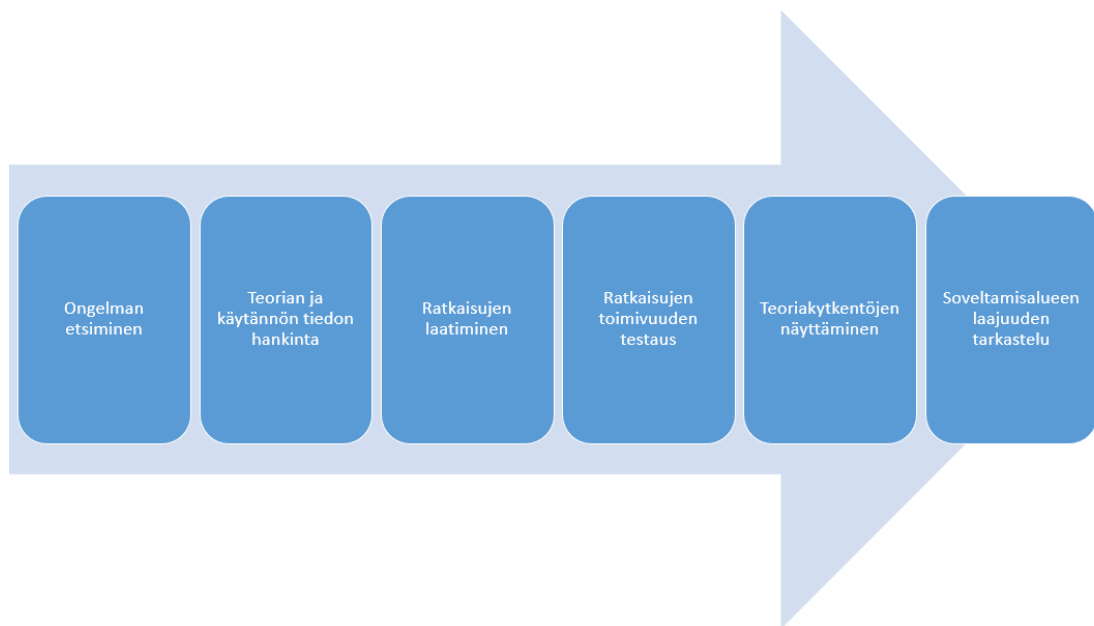 Ongelman
etsiminen
Teorian ja
käytännön tiedon
hankinta
Ratkaisujen
laatiminen
Ratkaisujen
toimivuuden
testaus
Teoriakytkentöjen
näyttäminen
Soveltamisalueen
laajuuden
tarkastelu